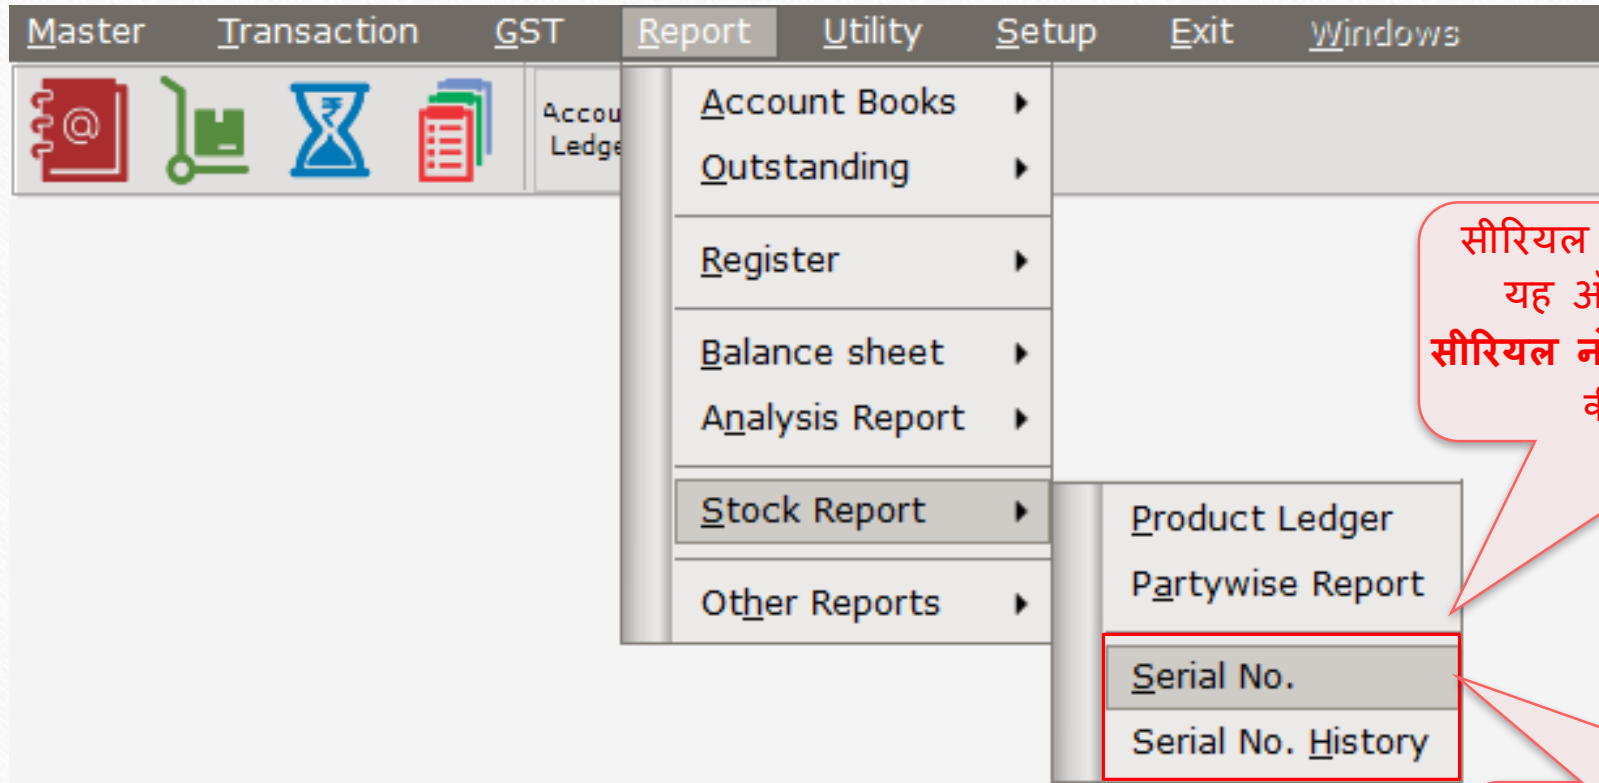 Master Transaction GST Report Utility Setup Exit Windows
Account Books
Outstanding
Register
Balance sheet
Analysis Report
Stock Report
Other Reports
Product Ledger
Partywise Report
Serial No.
Serial No. History
सीरियल
यह
सीरियल